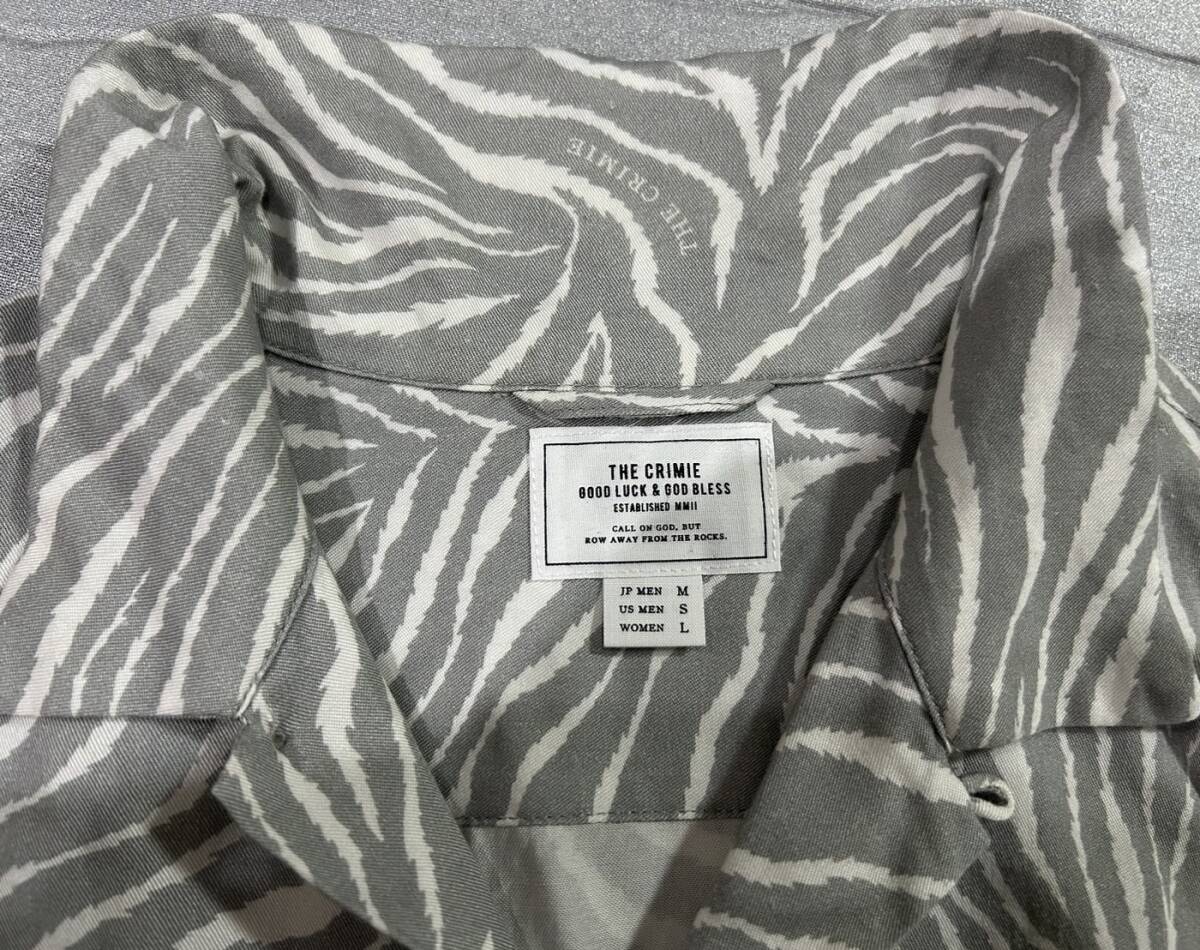 THE CRIMIE
THE CRIMIE
GOOD LUCK & GOD BLESS
ESTABLISHED MMII
CALL ON GOD, BUT
ROW AWAY FROM THE ROCKS.
JP MEN M
US MEN S
WOMEN L